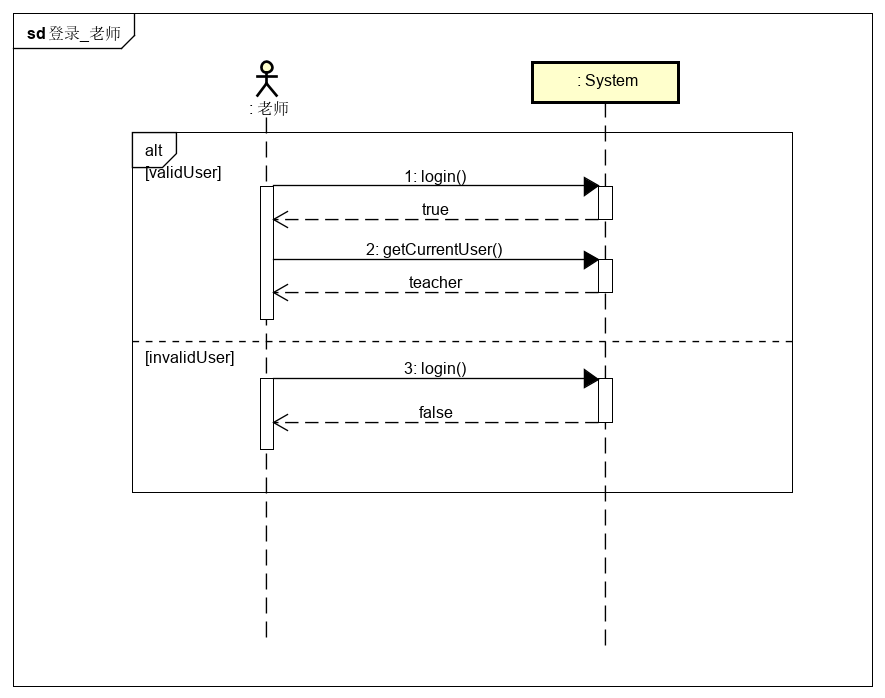 sd 登录_老师
: 老师
: System
alt
[validUser]
1: login()
true
2: getCurrentUser()
teacher
[invalidUser]
3: login()
false